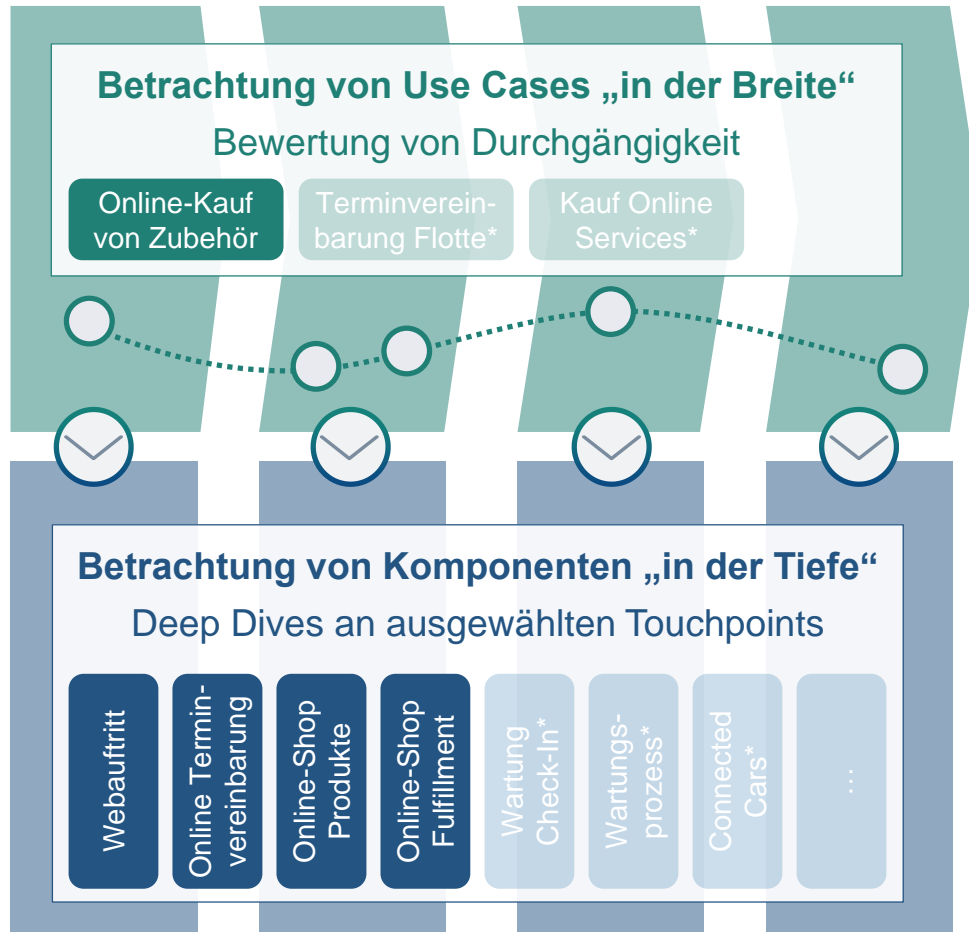 Betrachtung von Use Cases „in der Breite“
Bewertung von Durchgängigkeit
Online-Kauf
von Zubehör
Terminverein-
barung Flotte*
Kauf Online
Services*
Betrachtung von Komponenten „in der Tiefe“
Deep Dives an ausgewählten Touchpoints
Webauftritt
Online Termin-
vereinbarung
Online-Shop
Produkte
Online-Shop
Fulfillment
Wartung
Check-In*
Wartungs-
prozess*
Connected
Cars*
...